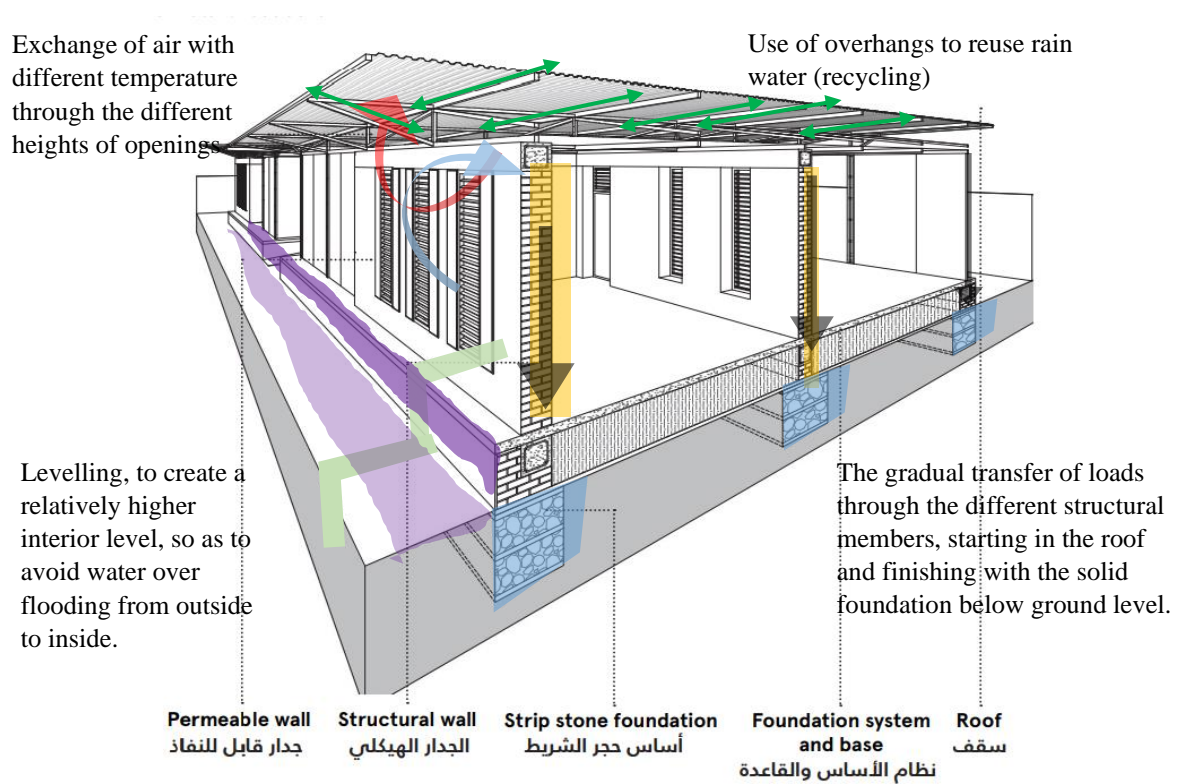 Exchange of air with
different temperature
through the different
heights of openings
Use of overhangs to reuse rain
water (recycling)
Levelling, to create a
relatively higher
interior level, so as to
avoid water over
flooding from outside
to inside.
The gradual transfer of loads
through the different structural
members, starting in the roof
and finishing with the solid
foundation below ground level.
Permeable wall
جدار قابل للنفاذ
Structural wall
الجدار الهيكلي
Strip stone foundation
أساس حجر الشريط
Foundation system
and base
نظام الأساس والقاعدة
Roof
سقف